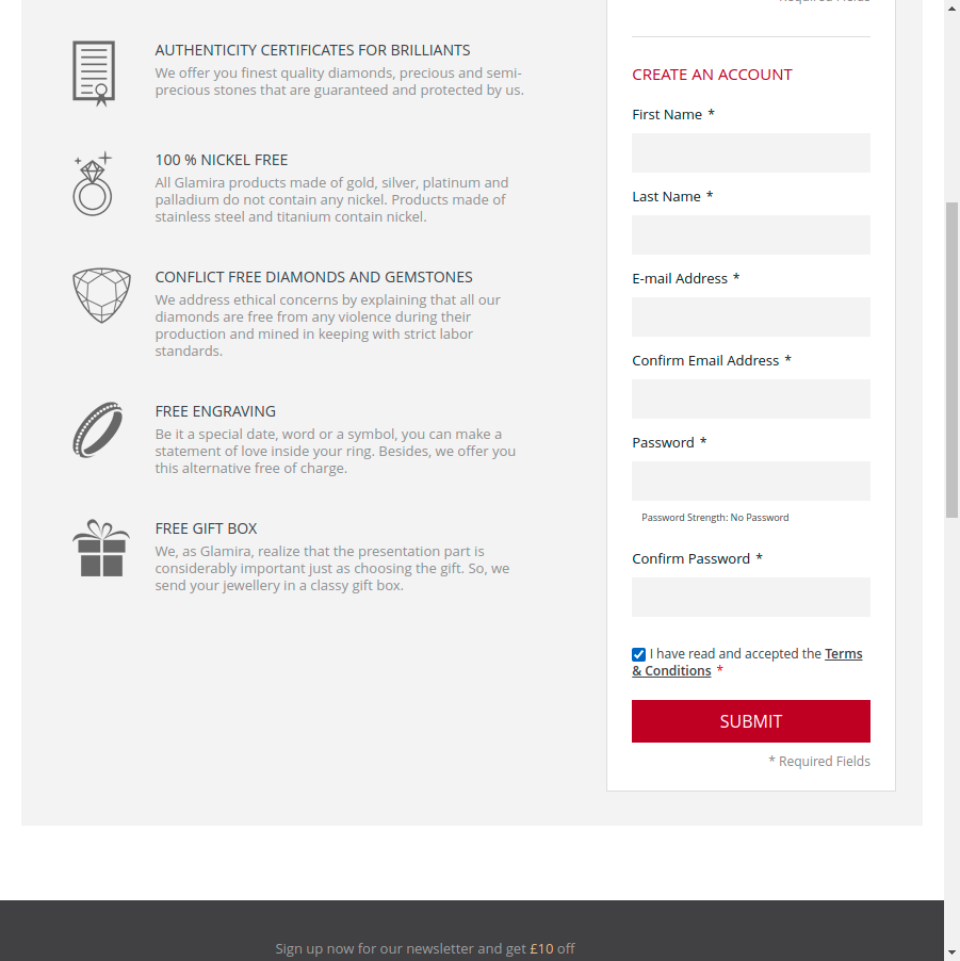 AUTHENTICITY CERTIFICATES FOR BRILLIANTS
We offer you finest quality diamonds, precious and semi-
precious stones that are guaranteed and protected by us.
100 % NICKEL FREE
All Glamira products made of gold, silver, platinum and
palladium do not contain any nickel. Products made of
stainless steel and titanium contain nickel.
CONFLICT FREE DIAMONDS AND GEMSTONES
We address ethical concerns by explaining that all our
diamonds are free from any violence during their
production and mined in keeping with strict labor
standards.
FREE ENGRAVING
Be it a special date, word or a symbol, you can make a
statement of love inside your ring. Besides, we offer you
this alternative free of charge.
FREE GIFT BOX
We, as Glamira, realize that the presentation part is
considerably important just as choosing the gift. So, we
send your jewellery in a classy gift box.
Required Fields
CREATE AN ACCOUNT
First Name *
Last Name *
E-mail Address *
Confirm Email Address *
Password *
Password Strength: No Password
Confirm Password *
I have read and accepted the Terms
& Conditions *
SUBMIT
* Required Fields
Sign up now for our newsletter and get £10 off